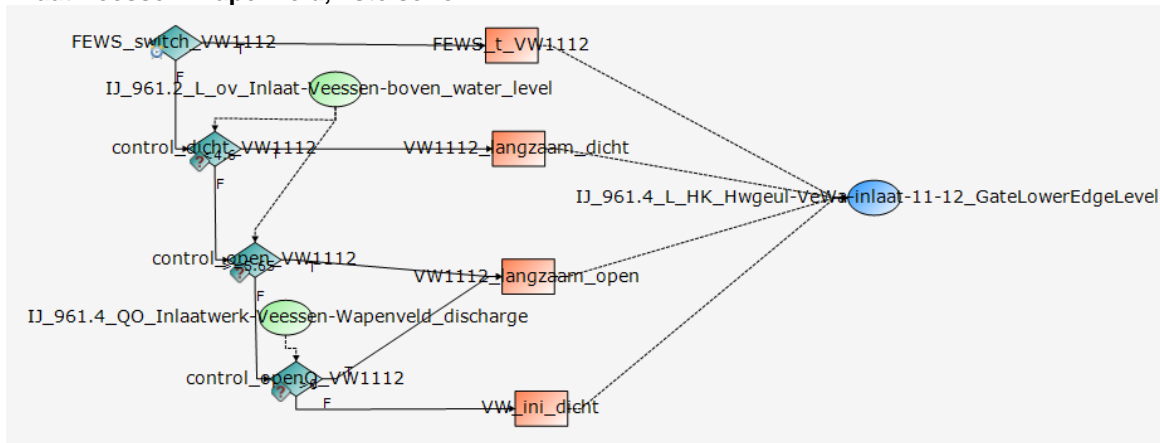 FEWS_switch_VW1112
T
FEWS_t_VW1112
F
IJ_961.2_L_ov_Inlaat-Veessen-boven_water_level
control_dicht_VW1112
T
VW1112_langzaam_dicht
F
IJ_961.4_L_HK_Hwgeul-VeWa-inlaat-11-12_GateLowerEdgeLevel
control_open_VW1112
T
VW1112_langzaam_open
F
IJ_961.4_QO_Inlaatwerk-Veessen-Wapenveld_discharge
control_openQ_VW1112
T
F
VW_ini_dicht